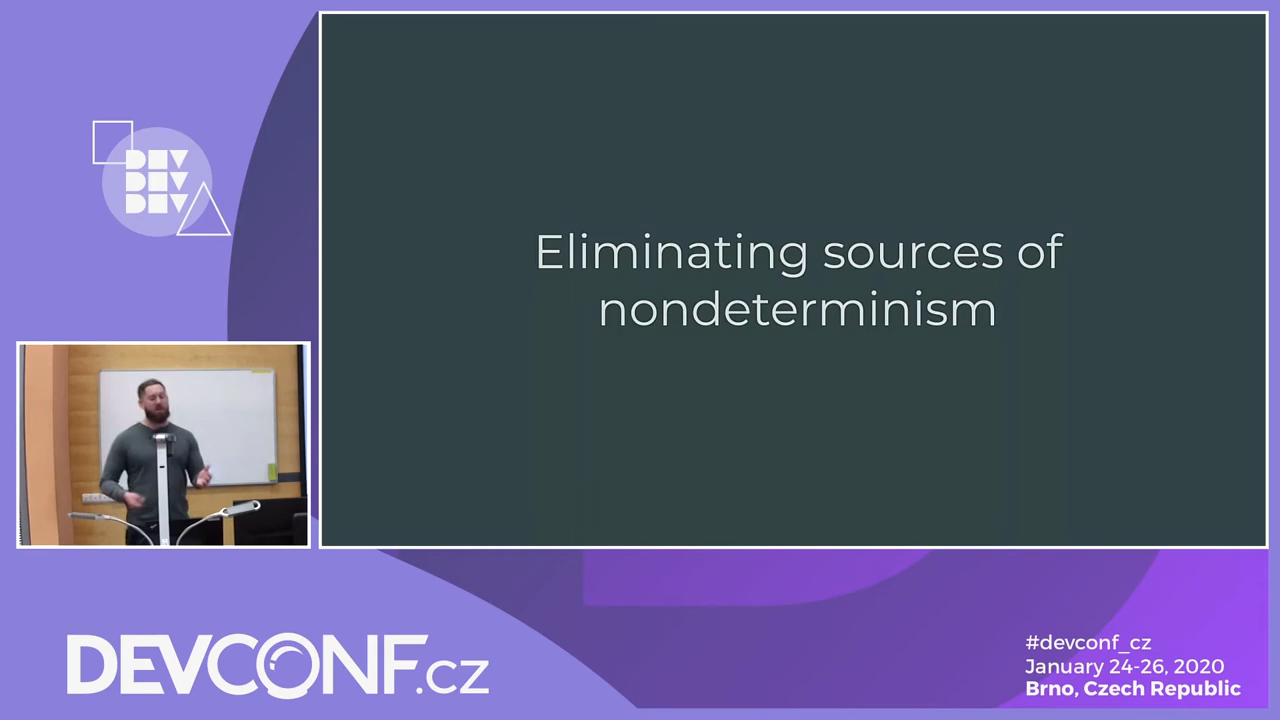 DEV
DEV
DEV
Eliminating sources of
nondeterminism
DEVCONF.cz
#devconf_cz
January 24-26, 2020
Brno, Czech Republic